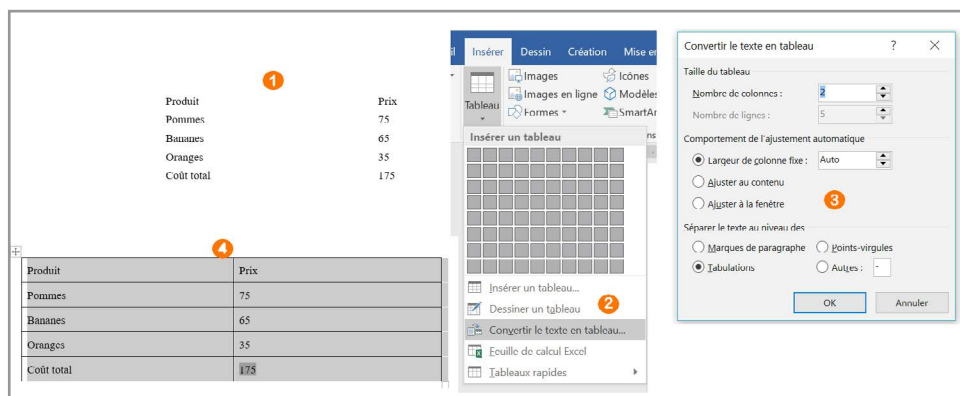 1
Produit Prix
Pommes 75
Bananes 65
Oranges 35
Coût total 175
4
Produit Prix
Pommes 75
Bananes 65
Oranges 35
Coût total 175
Insérer Dessin Création Mise en
Tableau
Images Icônes
Images en ligne Modèles
Formes SmartAr
Insérer un tableau
Insérer un tableau...
Dessiner un tableau
2
Convertir le texte en tableau...
Feuille de calcul Excel
Tableaux rapides
Convertir le texte en tableau ? ×
Taille du tableau
Nombre de colonnes : 2
Nombre de lignes : 5
Comportement de l'ajustement automatique
Largeur de colonne fixe : Auto
Ajuster au contenu
Ajuster à la fenêtre
3
Séparer le texte au niveau des
Marques de paragraphe Points-virgules
Tabulations Autres : -
OK Annuler